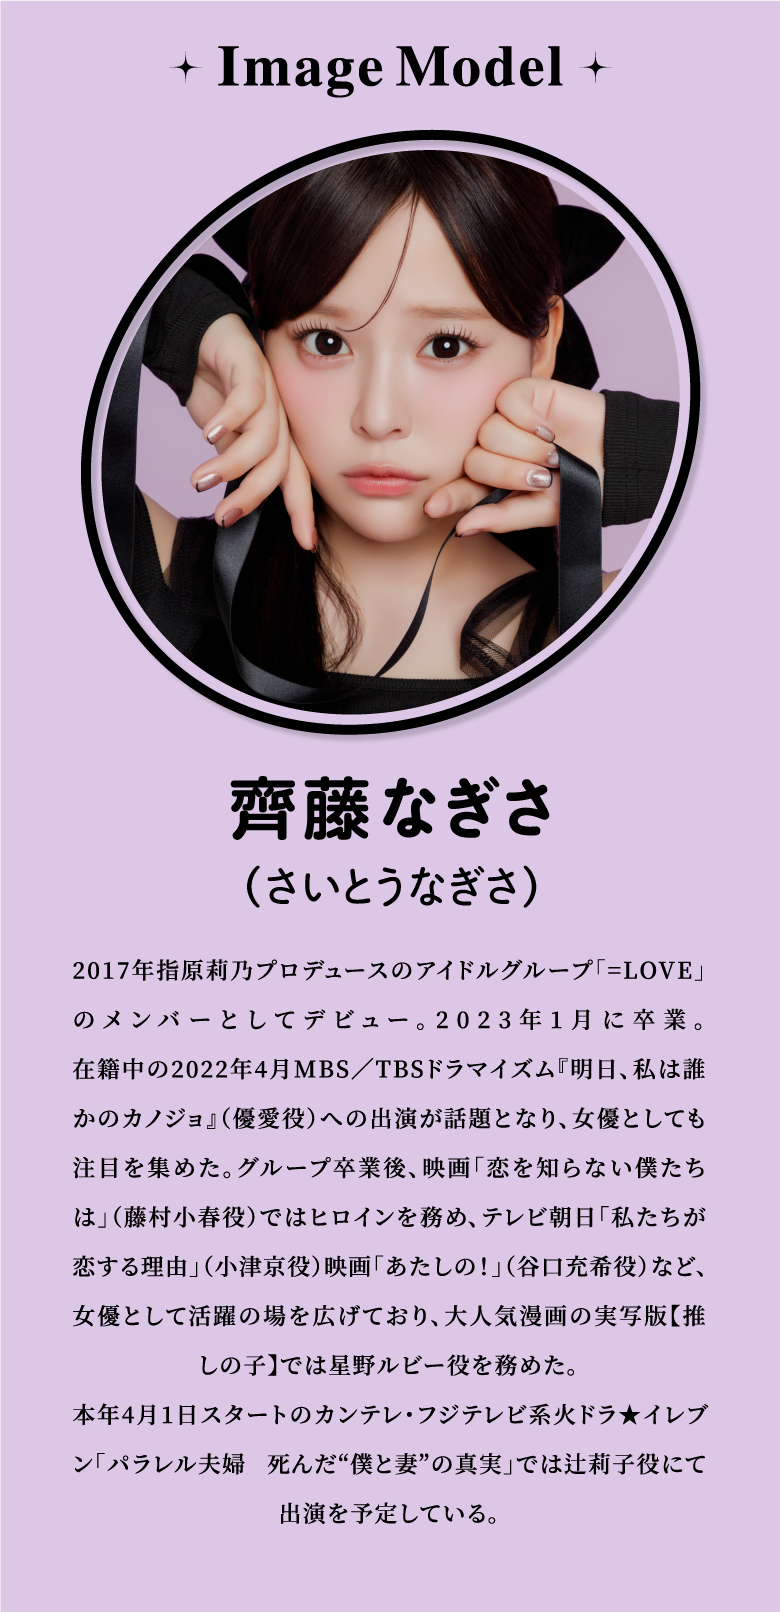 Image Model
齊藤なぎさ
（さいとうなぎさ）
2017年指原莉乃プロデュースのアイドルグループ「=LOVE」
のメンバーとしてデビュー。2023年1月に卒業。
在籍中の2022年4月MBS／TBSドラマイズム『明日、私は誰
かのカノジョ』（優愛役）への出演が話題となり、女優としても
注目を集めた。グループ卒業後、映画「恋を知らない僕たち
は」（藤村小春役）ではヒロインを務め、テレビ朝日「私たちが
恋する理由」（小津京役）映画「あたしの！」（谷口充希役）など、
女優として活躍の場を広げており、大人気漫画の実写版【推
しの子】では星野ルビー役を務めた。
本年4月1日スタートのカンテレ・フジテレビ系火ドラ★イレブ
ン「パラレル夫婦　死んだ“僕と妻”の真実」では辻莉子役にて
出演を予定している。